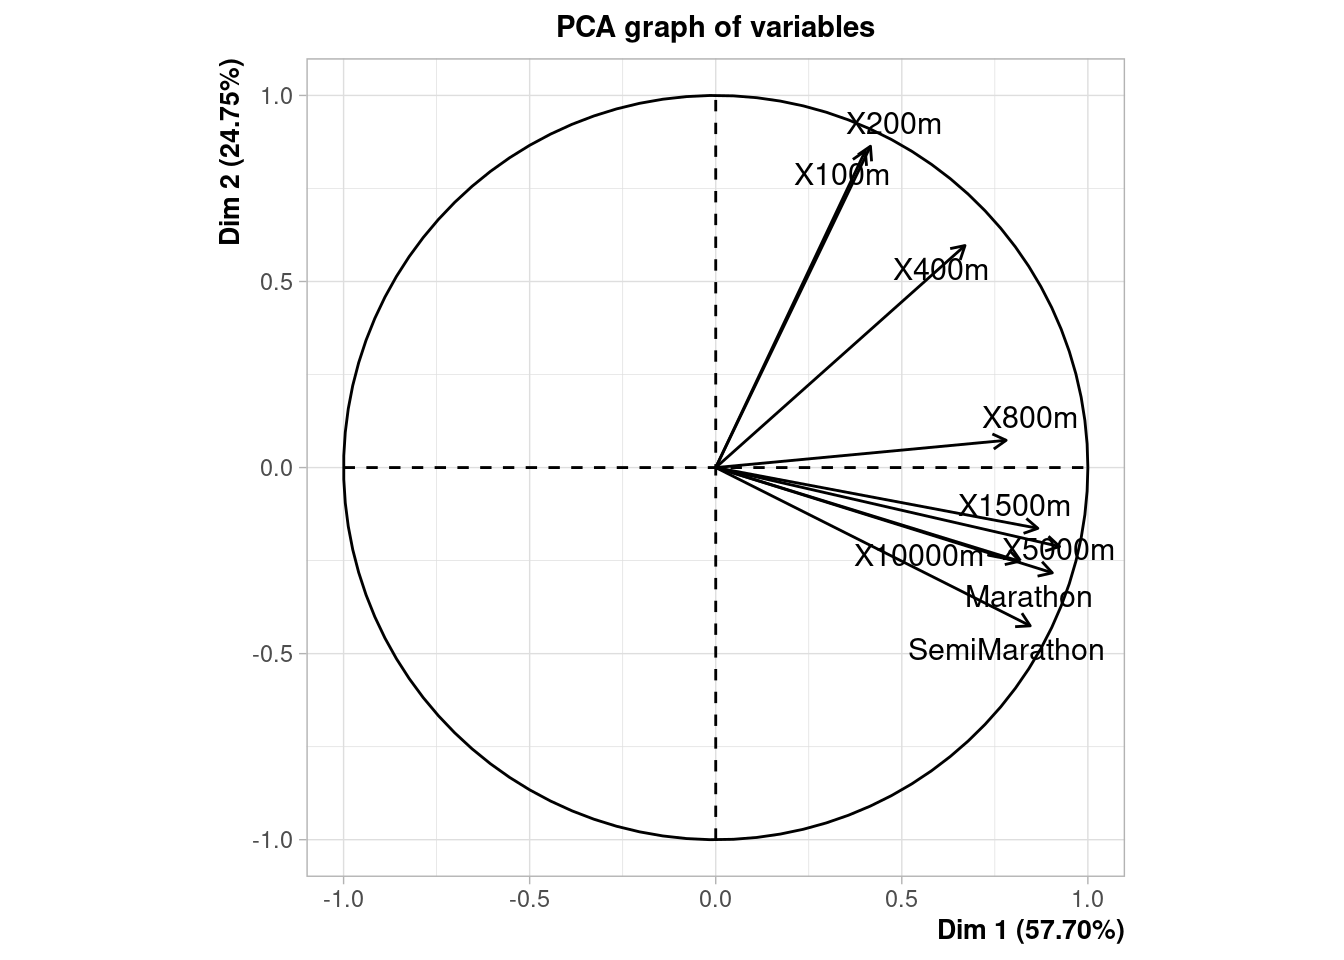 PCA graph of variables
Dim 2 (24.75%)
1.0
0.5
0.0
-0.5
-1.0
X200m
X100m
X400m
X800m
X1500m
X5000m
X10000m
Marathon
SemiMarathon
-1.0
-0.5
0.0
0.5
1.0
Dim 1 (57.70%)